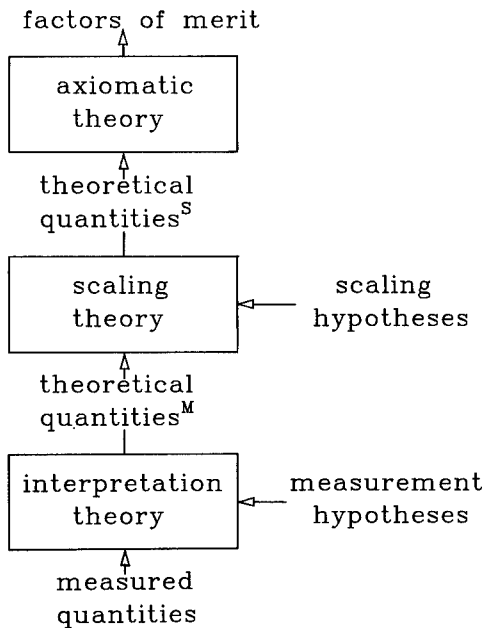 factors of merit
axiomatic
theory
theoretical
quantities^S
scaling
theory
scaling
hypotheses
theoretical
quantities^M
interpretation
theory
measurement
hypotheses
measured
quantities